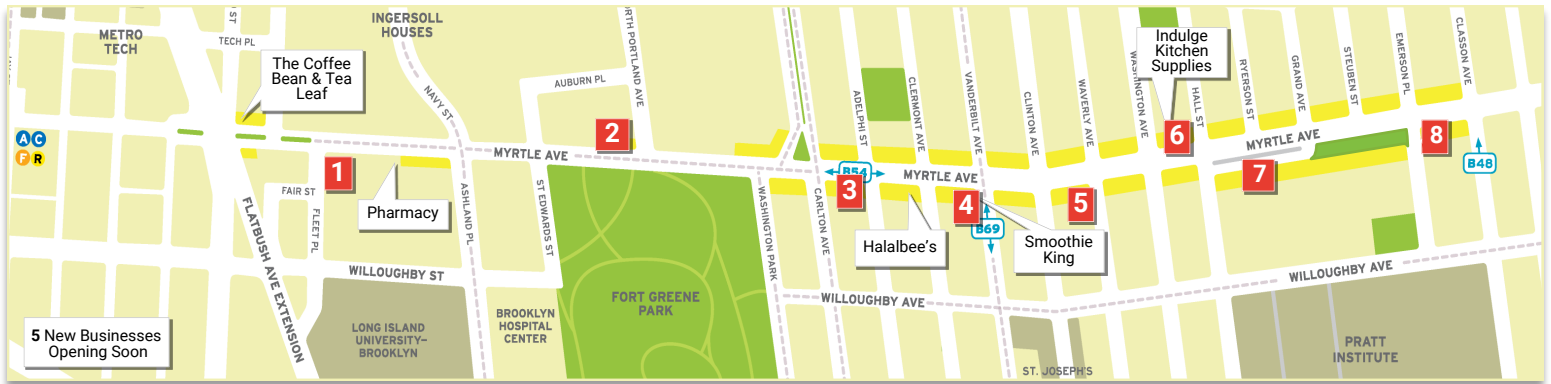 METRO
TECH
ST
TECH PL
The Coffee
Bean & Tea
Leaf
INGERSOLL
HOUSES
NAVY ST
AUBURN PL
RTH PORTLAND AVE
A C
F R
1
FAIR ST
FLEET PL
Pharmacy
FLATBUSH AVE EXTENSION
ASHLAND PL
MYRTLE AVE
2
ST EDWARDS ST
WILLOUGHBY ST
LONG ISLAND
UNIVERSITY–
BROOKLYN
BROOKLYN
HOSPITAL
CENTER
FORT GREENE
PARK
WASHINGTON PARK
CARLTON AVE
ADELPHI ST
CLERMONT AVE
VANDERBILT AVE
CLINTON AVE
WAVERLY AVE
WASHINGTON AVE
Indulge
Kitchen
Supplies
HALL ST
RYERSON ST
GRAND AVE
STEUBEN ST
EMERSON PL
CLASSON AVE
B54
3
MYRTLE AVE
Halalbee's
4
B69
Smoothie
King
5
6
MYRTLE AVE
7
8
B48
WILLOUGHBY AVE
WILLOUGHBY AVE
ST. JOSEPH'S
PRATT
INSTITUTE
5 New Businesses
Opening Soon